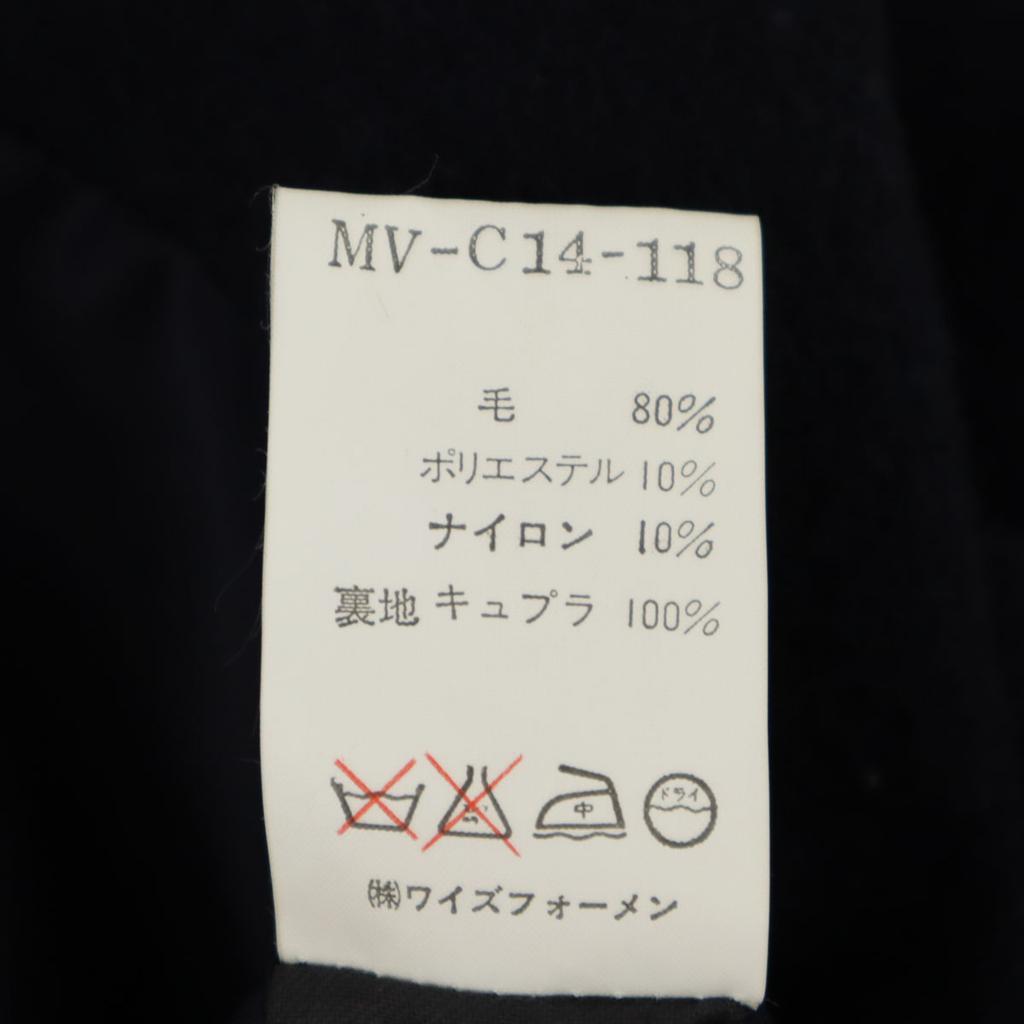 MV-C14-118
毛 80%
ポリエステル 10%
ナイロン 10%
裏地 キュプラ 100%
中 ドライ
㈱ワイズフォーメン